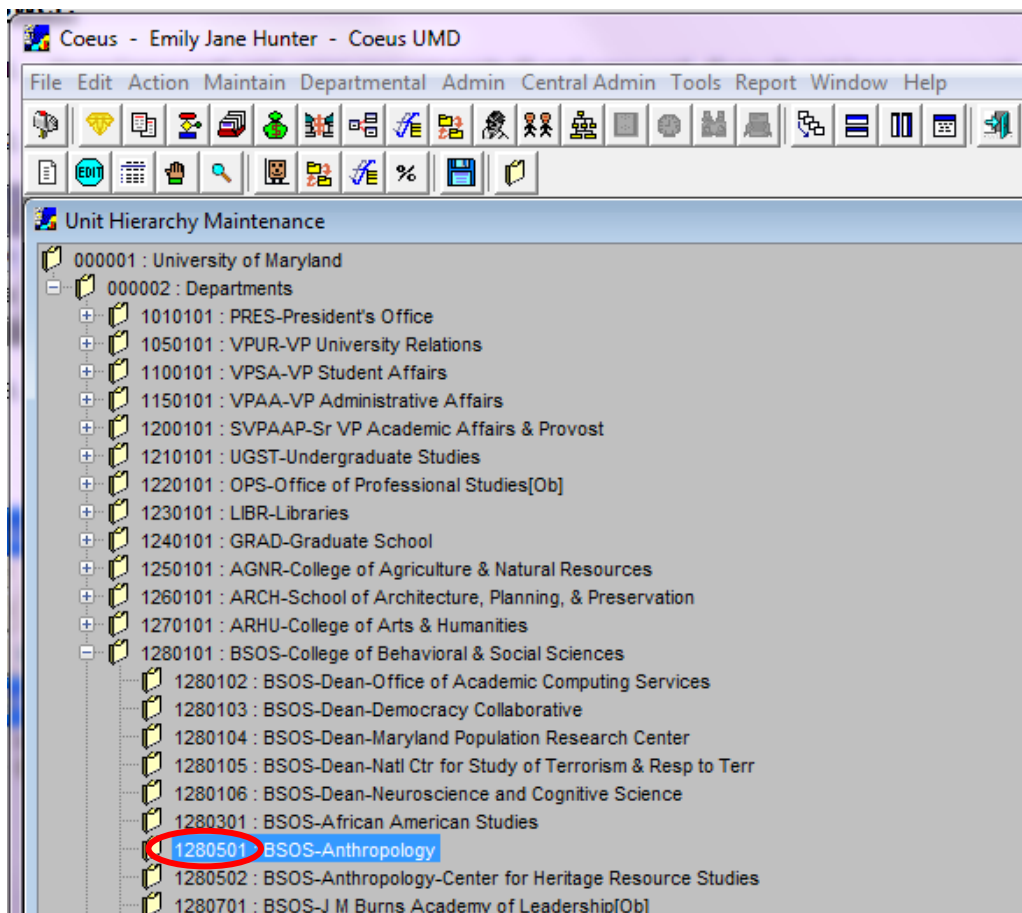 Coeus - Emily Jane Hunter - Coeus UMD
File Edit Action Maintain Departmental Admin Central Admin Tools Report Window Help
EDIT %
Unit Hierarchy Maintenance
000001 : University of Maryland
000002 : Departments
1010101 : PRES-President's Office
1050101 : VPUR-VP University Relations
1100101 : VPSA-VP Student Affairs
1150101 : VPAA-VP Administrative Affairs
1200101 : SVPAAP-Sr VP Academic Affairs & Provost
1210101 : UGST-Undergraduate Studies
1220101 : OPS-Office of Professional Studies[Ob]
1230101 : LIBR-Libraries
1240101 : GRAD-Graduate School
1250101 : AGNR-College of Agriculture & Natural Resources
1260101 : ARCH-School of Architecture, Planning, & Preservation
1270101 : ARHU-College of Arts & Humanities
1280101 : BSOS-College of Behavioral & Social Sciences
1280102 : BSOS-Dean-Office of Academic Computing Services
1280103 : BSOS-Dean-Democracy Collaborative
1280104 : BSOS-Dean-Maryland Population Research Center
1280105 : BSOS-Dean-Natl Ctr for Study of Terrorism & Resp to Terr
1280106 : BSOS-Dean-Neuroscience and Cognitive Science
1280301 : BSOS-African American Studies
1280501 : BSOS-Anthropology
1280502 : BSOS-Anthropology-Center for Heritage Resource Studies
1280701 : BSOS-J M Burns Academy of Leadership[Ob]